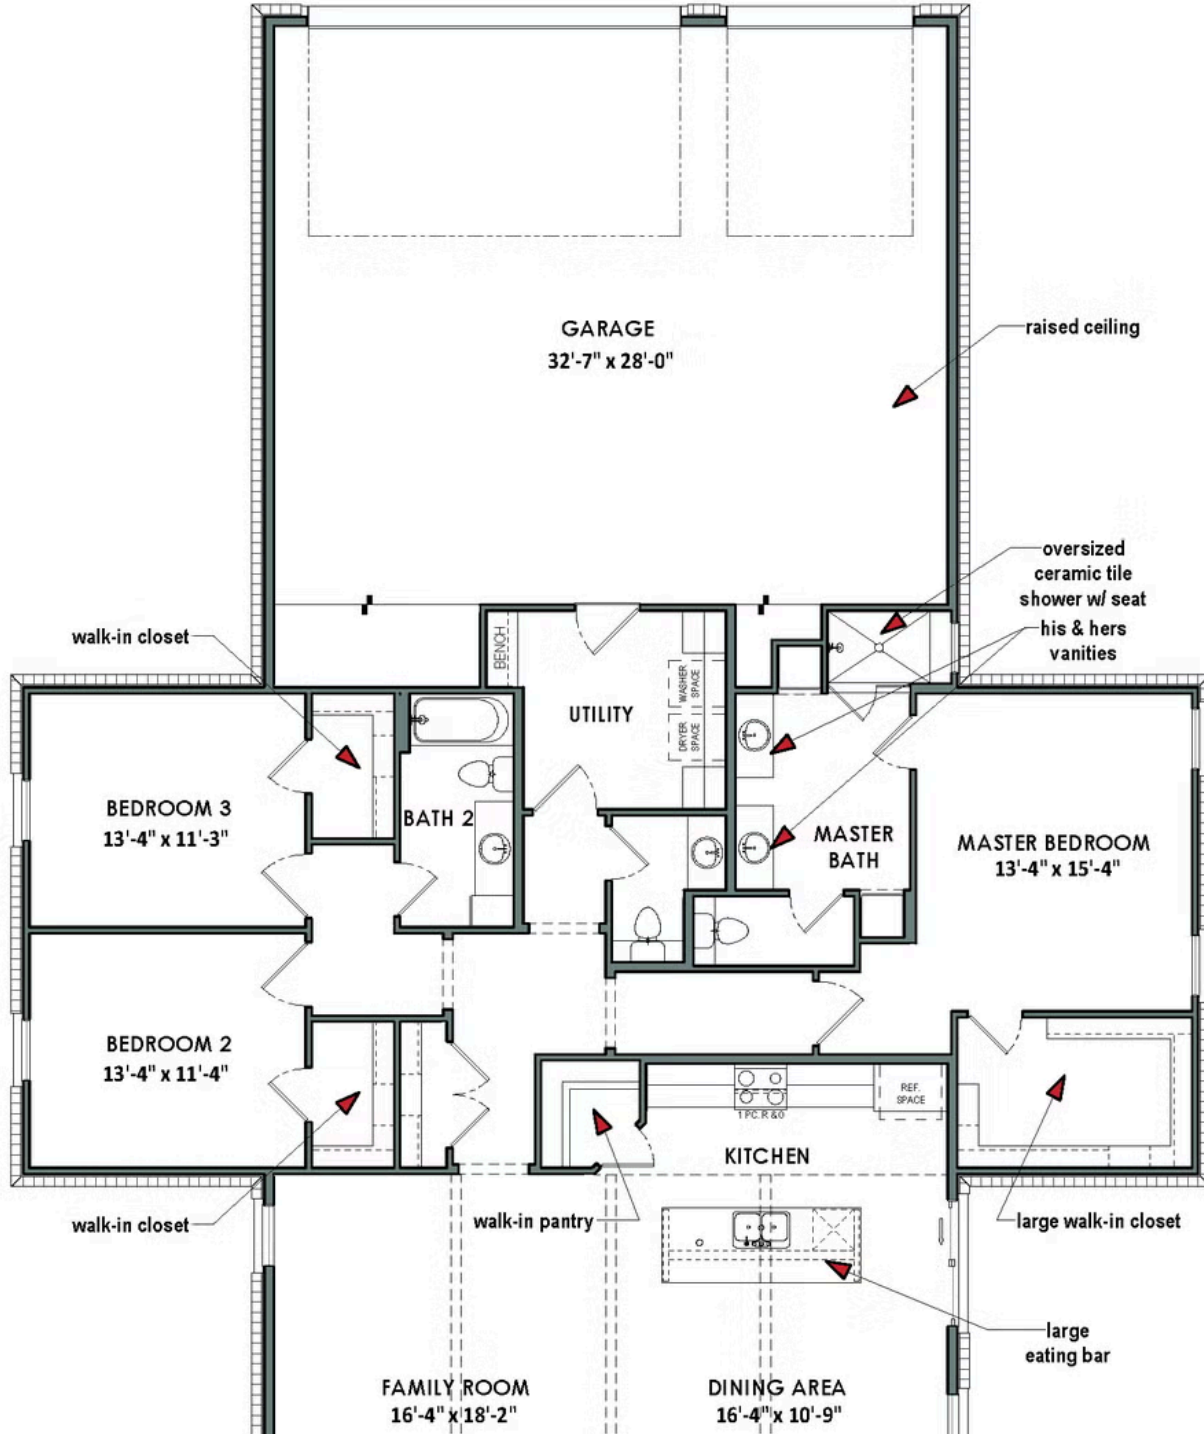 GARAGE
32'-7" x 28'-0"
raised ceiling
oversized
ceramic tile
shower w/ seat
his & hers
vanities
walk-in closet
BENCH
WASHER
SPACE
DRYER
SPACE
UTILITY
BEDROOM 3
13'-4" x 11'-3"
BATH 2
MASTER
BATH
MASTER BEDROOM
13'-4" x 15'-4"
BEDROOM 2
13'-4" x 11'-4"
REF.
SPACE
1 PC. R & O
KITCHEN
walk-in closet
walk-in pantry
large walk-in closet
large
eating bar
FAMILY ROOM
16'-4" x 18'-2"
DINING AREA
16'-4" x 10'-9"